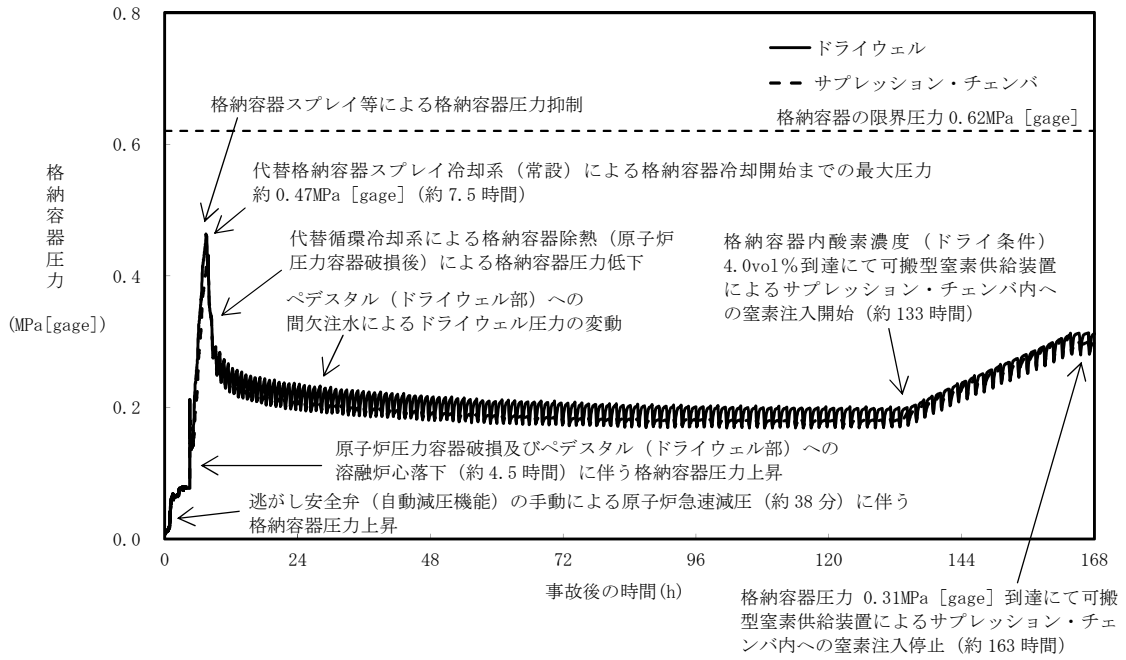 0.8
ドライウェル
サプレッション・チェンバ
格納容器の限界圧力 0.62MPa [gage]
格納容器スプレイ等による格納容器圧力抑制
0.6
代替格納容器スプレイ冷却系(常設)による格納容器冷却開始までの最大圧力
約 0.47MPa [gage](約 7.5 時間)
格納容器圧力
(MPa[gage])
代替循環冷却系による格納容器除熱(原子炉
圧力容器破損後)による格納容器圧力低下
格納容器内酸素濃度(ドライ条件)
4.0vol%到達にて可搬型窒素供給装置
によるサプレッション・チェンバ内へ
の窒素注入開始(約 133 時間)
0.4
ペデスタル(ドライウェル部)への
間欠注水によるドライウェル圧力の変動
0.2
原子炉圧力容器破損及びペデスタル(ドライウェル部)への
溶融炉心落下(約 4.5 時間)に伴う格納容器圧力上昇
逃がし安全弁(自動減圧機能)の手動による原子炉急速減圧(約 38 分)に伴う
格納容器圧力上昇
0.0
0 24 48 72 96 120 144 168
事故後の時間(h)
格納容器圧力 0.31MPa [gage] 到達にて可搬
型窒素供給装置によるサプレッション・チェ
ンバ内への窒素注入停止(約 163 時間)